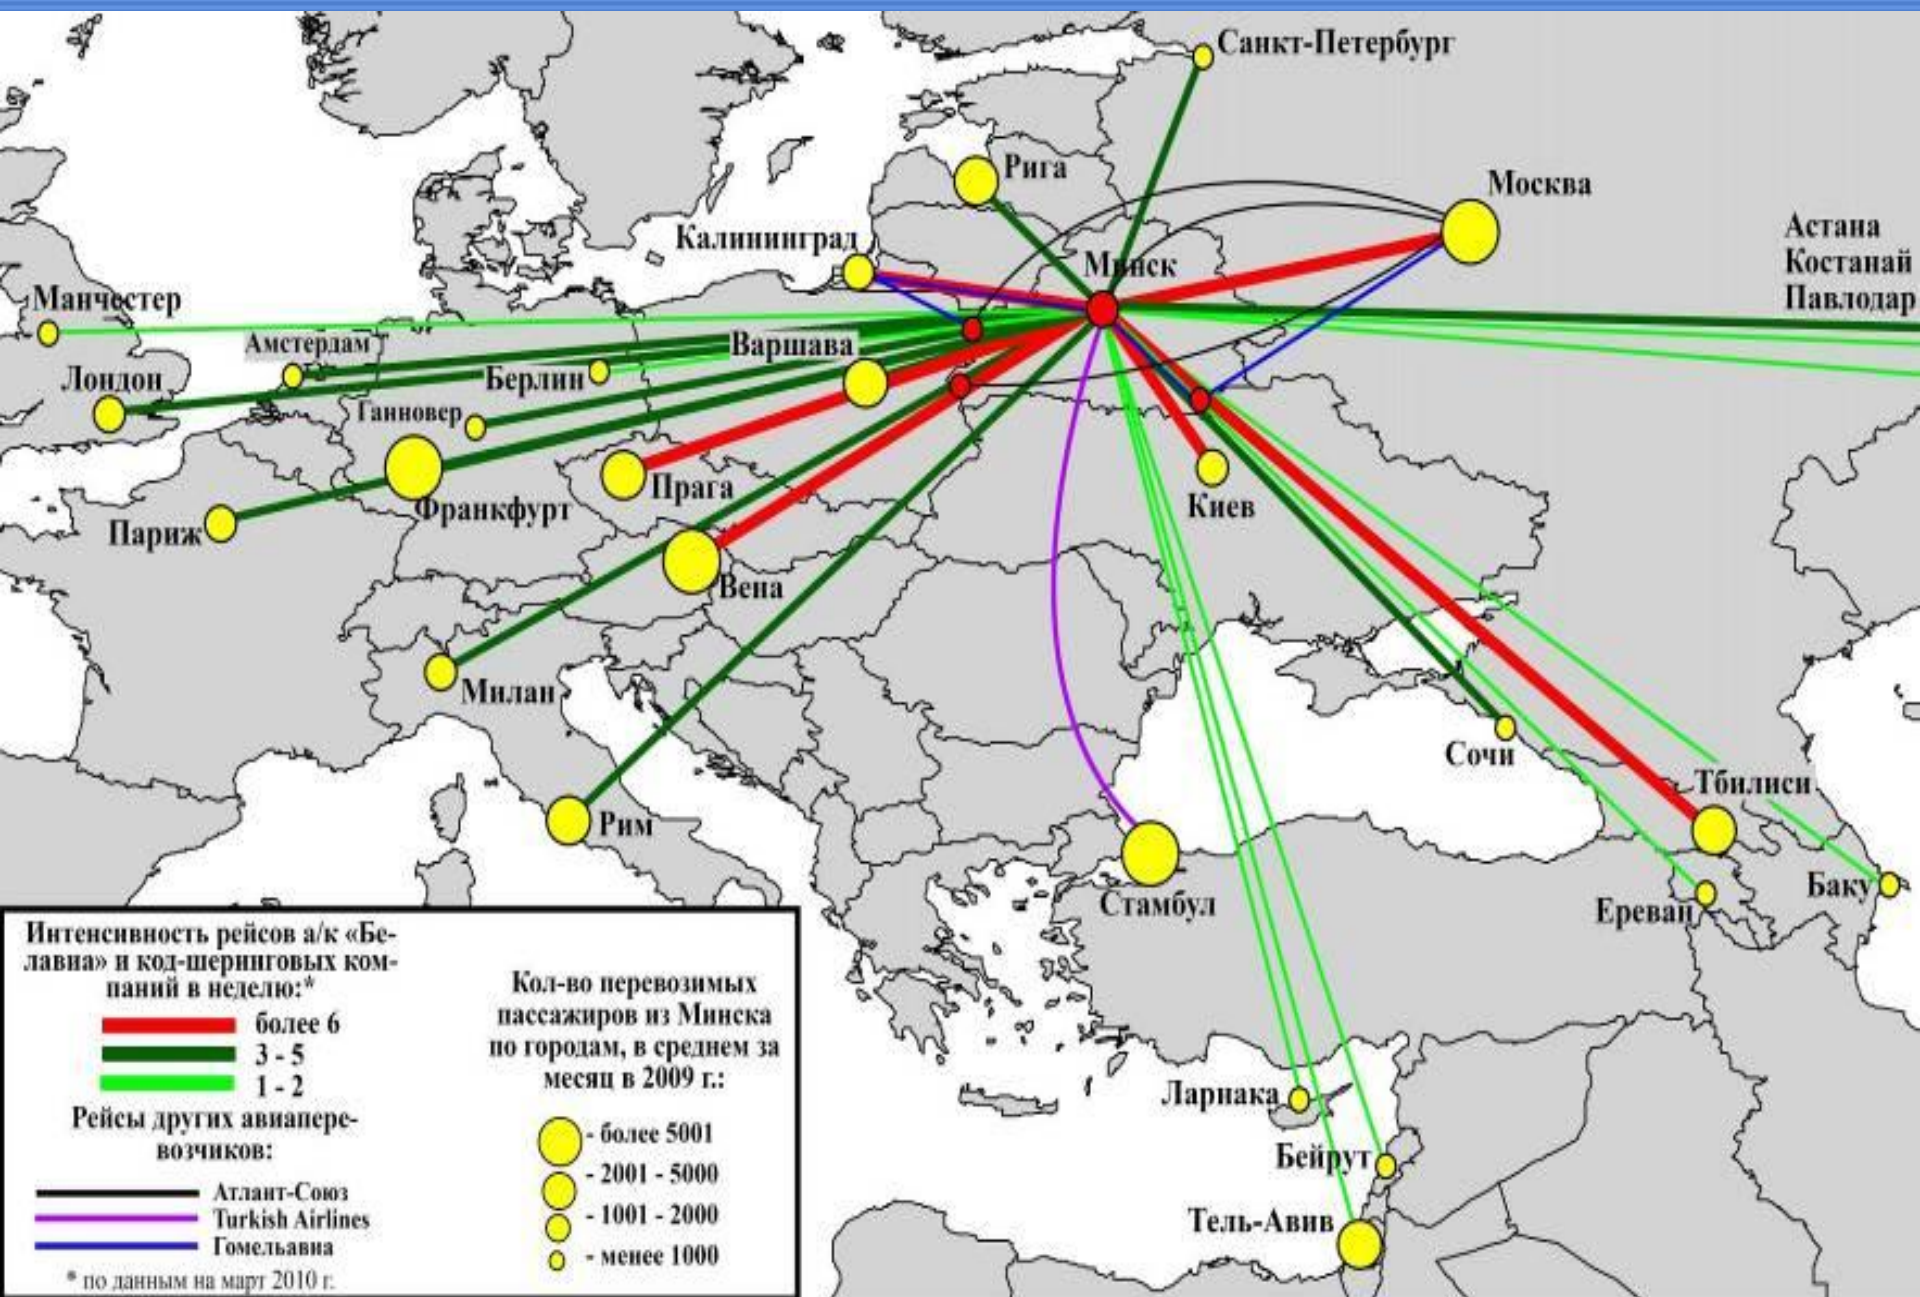 Санкт-Петербург
Рига
Москва
Калининград
Минск
Астана
Костанай
Павлодар
Манчестер
Амстердам
Варшава
Лондон
Берлин
Ганновер
Прага
Франкфурт
Киев
Париж
Вена
Милан
Сочи
Тбилиси
Рим
Баку
Стамбул
Ереван
Ларнака
Бейрут
Тель-Авив
Интенсивность рейсов а/к «Бе-
лавиа» и код-шеринговых ком-
паний в неделю:*
более 6
3 - 5
1 - 2
Рейсы других авиапере-
возчиков:
Атлант-Союз
Turkish Airlines
Гомельавиа
* по данным на март 2010 г.
Кол-во перевозимых
пассажиров из Минска
по городам, в среднем за
месяц в 2009 г.:
- более 5001
- 2001 - 5000
- 1001 - 2000
- менее 1000